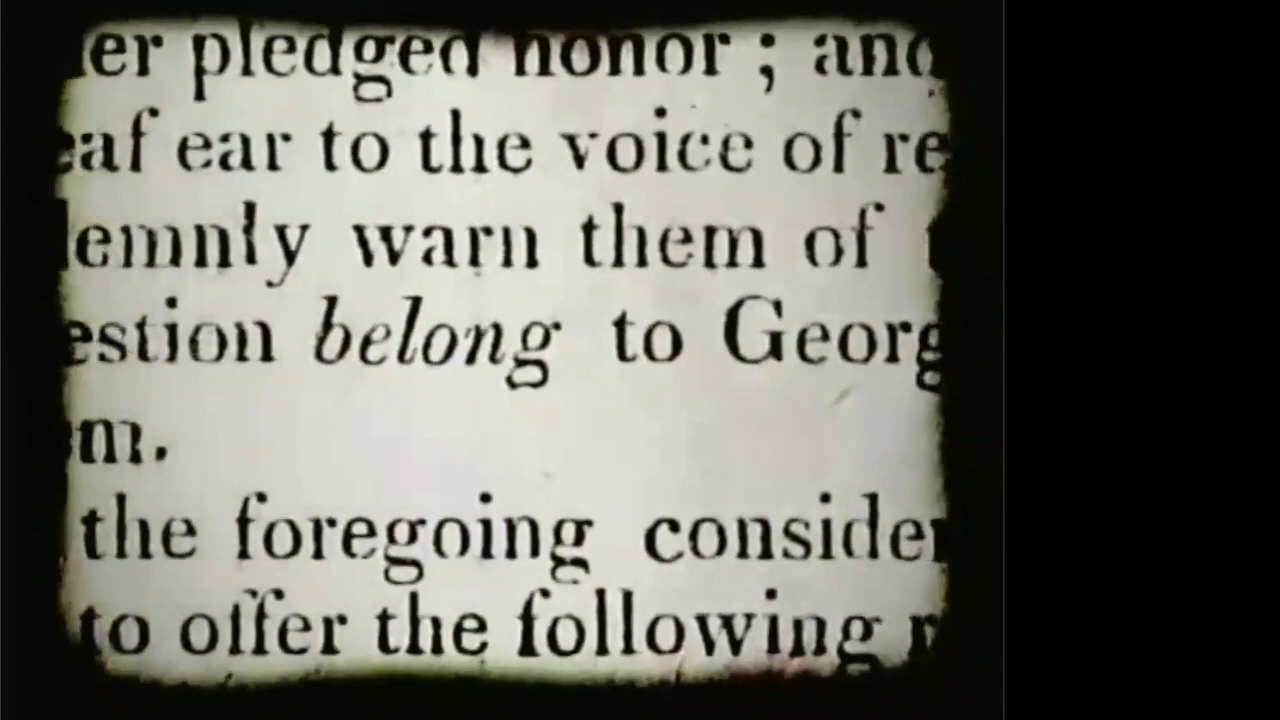 er pledged honor ; and
eaf ear to the voice of re
lemnly warn them of
estion belong to Georg
m.
the foregoing consider
to offer the following r